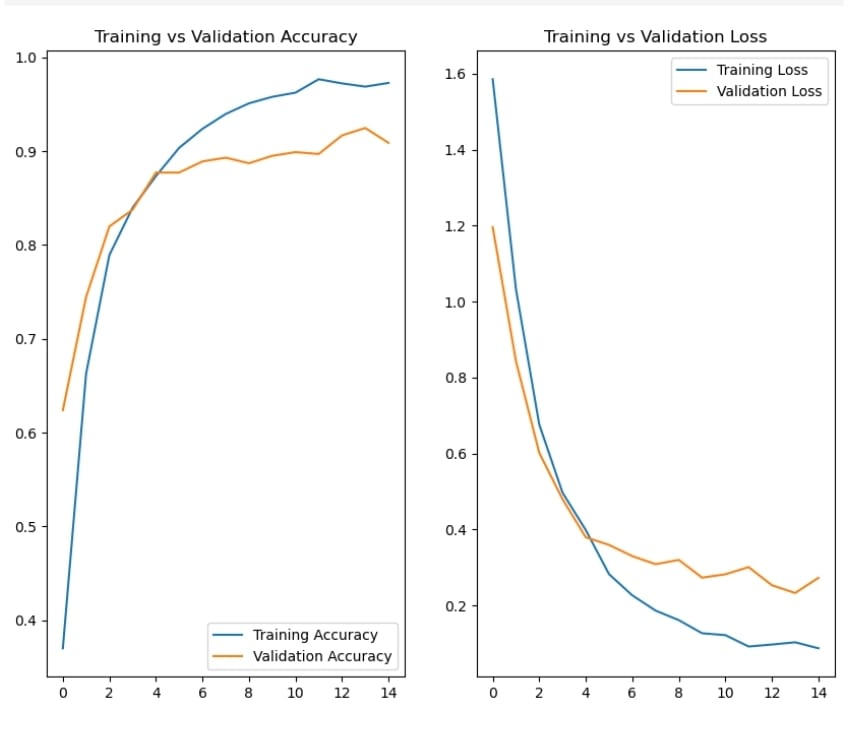 Training vs Validation Accuracy
1.0
0.9
0.8
0.7
0.6
0.5
0.4
Training Accuracy
Validation Accuracy
0 2 4 6 8 10 12 14
Training vs Validation Loss
1.6
1.4
1.2
1.0
0.8
0.6
0.4
0.2
Training Loss
Validation Loss
0 2 4 6 8 10 12 14